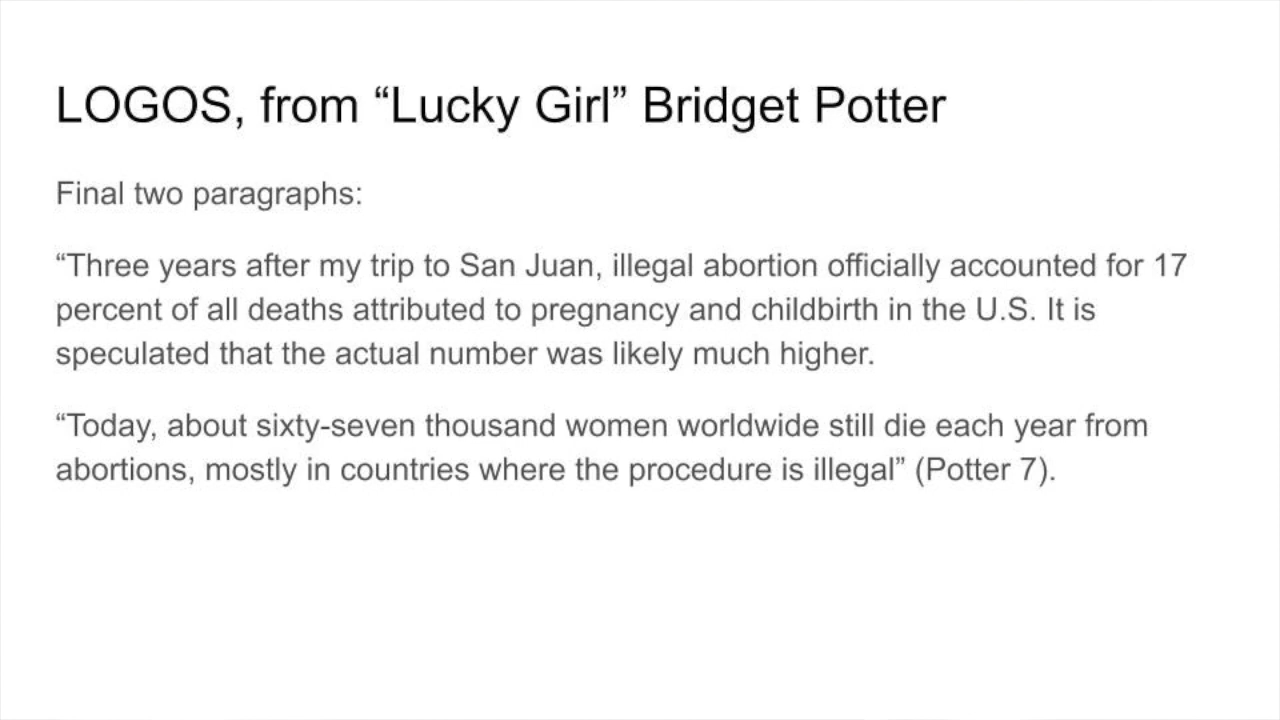 LOGOS, from “Lucky Girl” Bridget Potter
Final two paragraphs:
“Three years after my trip to San Juan, illegal abortion officially accounted for 17
percent of all deaths attributed to pregnancy and childbirth in the U.S. It is
speculated that the actual number was likely much higher.
“Today, about sixty-seven thousand women worldwide still die each year from
abortions, mostly in countries where the procedure is illegal” (Potter 7).